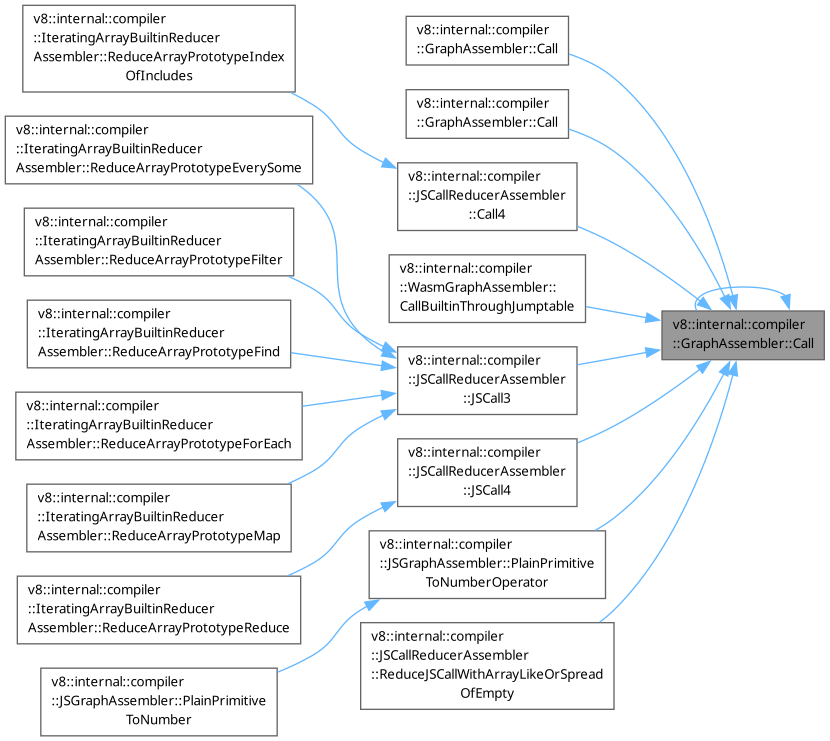 v8::internal::compiler
::IteratingArrayBuiltinReducer
Assembler::ReduceArrayPrototypeIndex
OfIncludes
v8::internal::compiler
::IteratingArrayBuiltinReducer
Assembler::ReduceArrayPrototypeEverySome
v8::internal::compiler
::IteratingArrayBuiltinReducer
Assembler::ReduceArrayPrototypeFilter
v8::internal::compiler
::IteratingArrayBuiltinReducer
Assembler::ReduceArrayPrototypeFind
v8::internal::compiler
::IteratingArrayBuiltinReducer
Assembler::ReduceArrayPrototypeForEach
v8::internal::compiler
::IteratingArrayBuiltinReducer
Assembler::ReduceArrayPrototypeMap
v8::internal::compiler
::IteratingArrayBuiltinReducer
Assembler::ReduceArrayPrototypeReduce
v8::internal::compiler
::JSGraphAssembler::PlainPrimitive
ToNumber
v8::internal::compiler
::GraphAssembler::Call
v8::internal::compiler
::GraphAssembler::Call
v8::internal::compiler
::JSCallReducerAssembler
::Call4
v8::internal::compiler
::WasmGraphAssembler::
CallBuiltinThroughJumptable
v8::internal::compiler
::JSCallReducerAssembler
::JSCall3
v8::internal::compiler
::JSCallReducerAssembler
::JSCall4
v8::internal::compiler
::JSGraphAssembler::PlainPrimitive
ToNumberOperator
v8::internal::compiler
::JSCallReducerAssembler
::ReduceJSCallWithArrayLikeOrSpread
OfEmpty
v8::internal::compiler
::GraphAssembler::Call